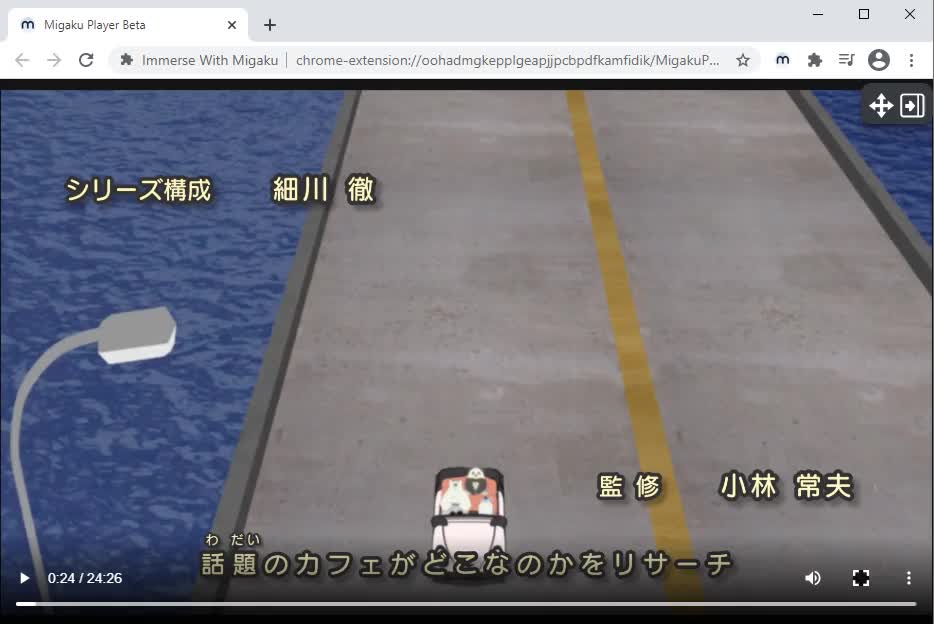 Migaku Player Beta
Immerse With Migaku | chrome-extension://oohadmgkepplgeapjjpcbpdfkamfidik/MigakuP...
シリーズ構成 細川 徹
監修 小林 常夫
わ だい
話題のカフェがどこなのかをリサーチ
0:24 / 24:26